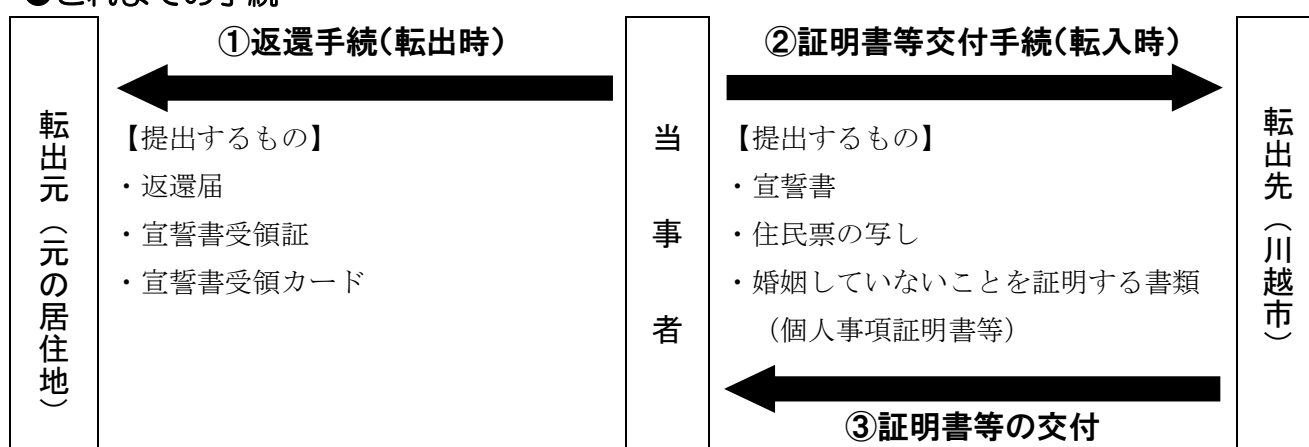 ●これまでの手続
①返還手続(転出時)
②証明書等交付手続(転入時)
転出元（元の居住地）
【提出するもの】
・返還届
・宣誓書受領証
・宣誓書受領カード
当事者
【提出するもの】
・宣誓書
・住民票の写し
・婚姻していないことを証明する書類
（個人事項証明書等）
③証明書等の交付
転出先（川越市）